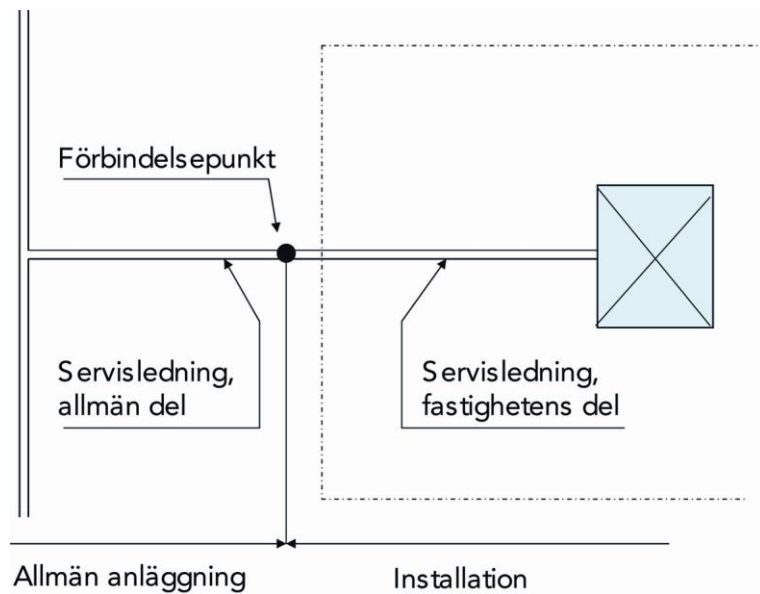 Förbindelsepunkt
Servisledning,
allmän del
Servisledning,
fastighetens del
Allmän anläggning
Installation